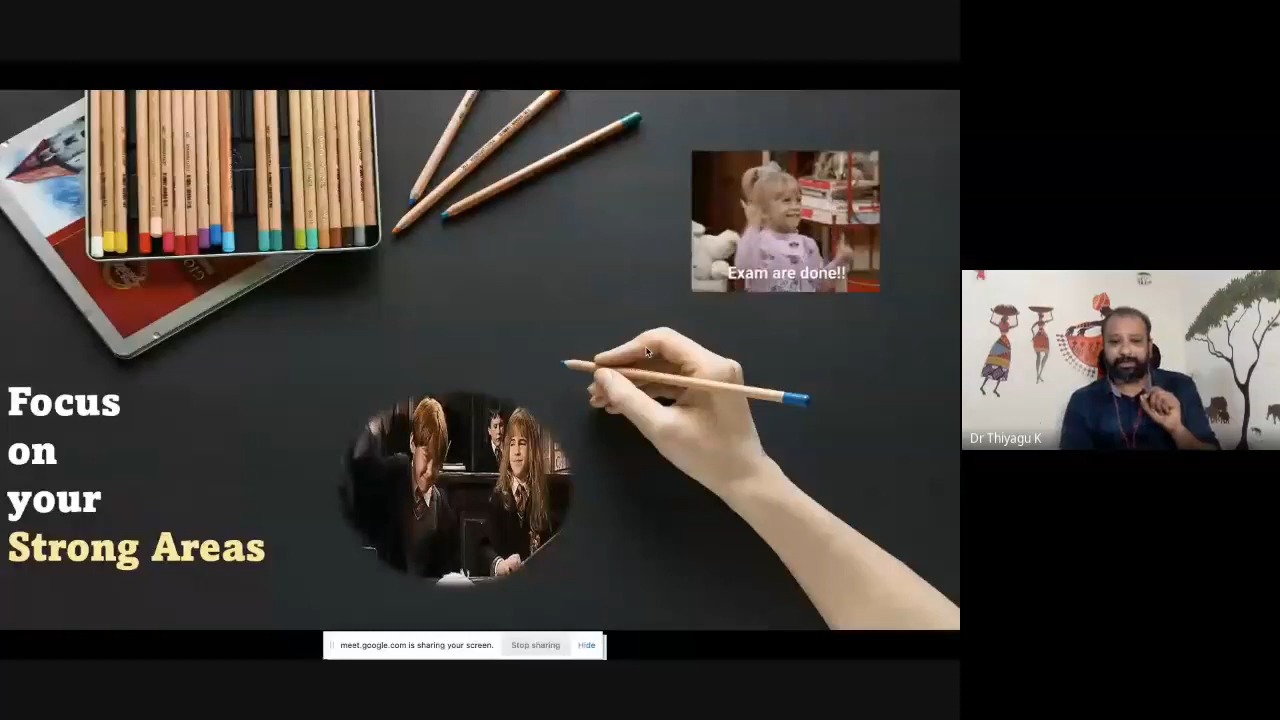 Exam are done!!
Focus
on
your
Strong Areas
Dr Thiyagu K
meet.google.com is sharing your screen.
Stop sharing
Hide